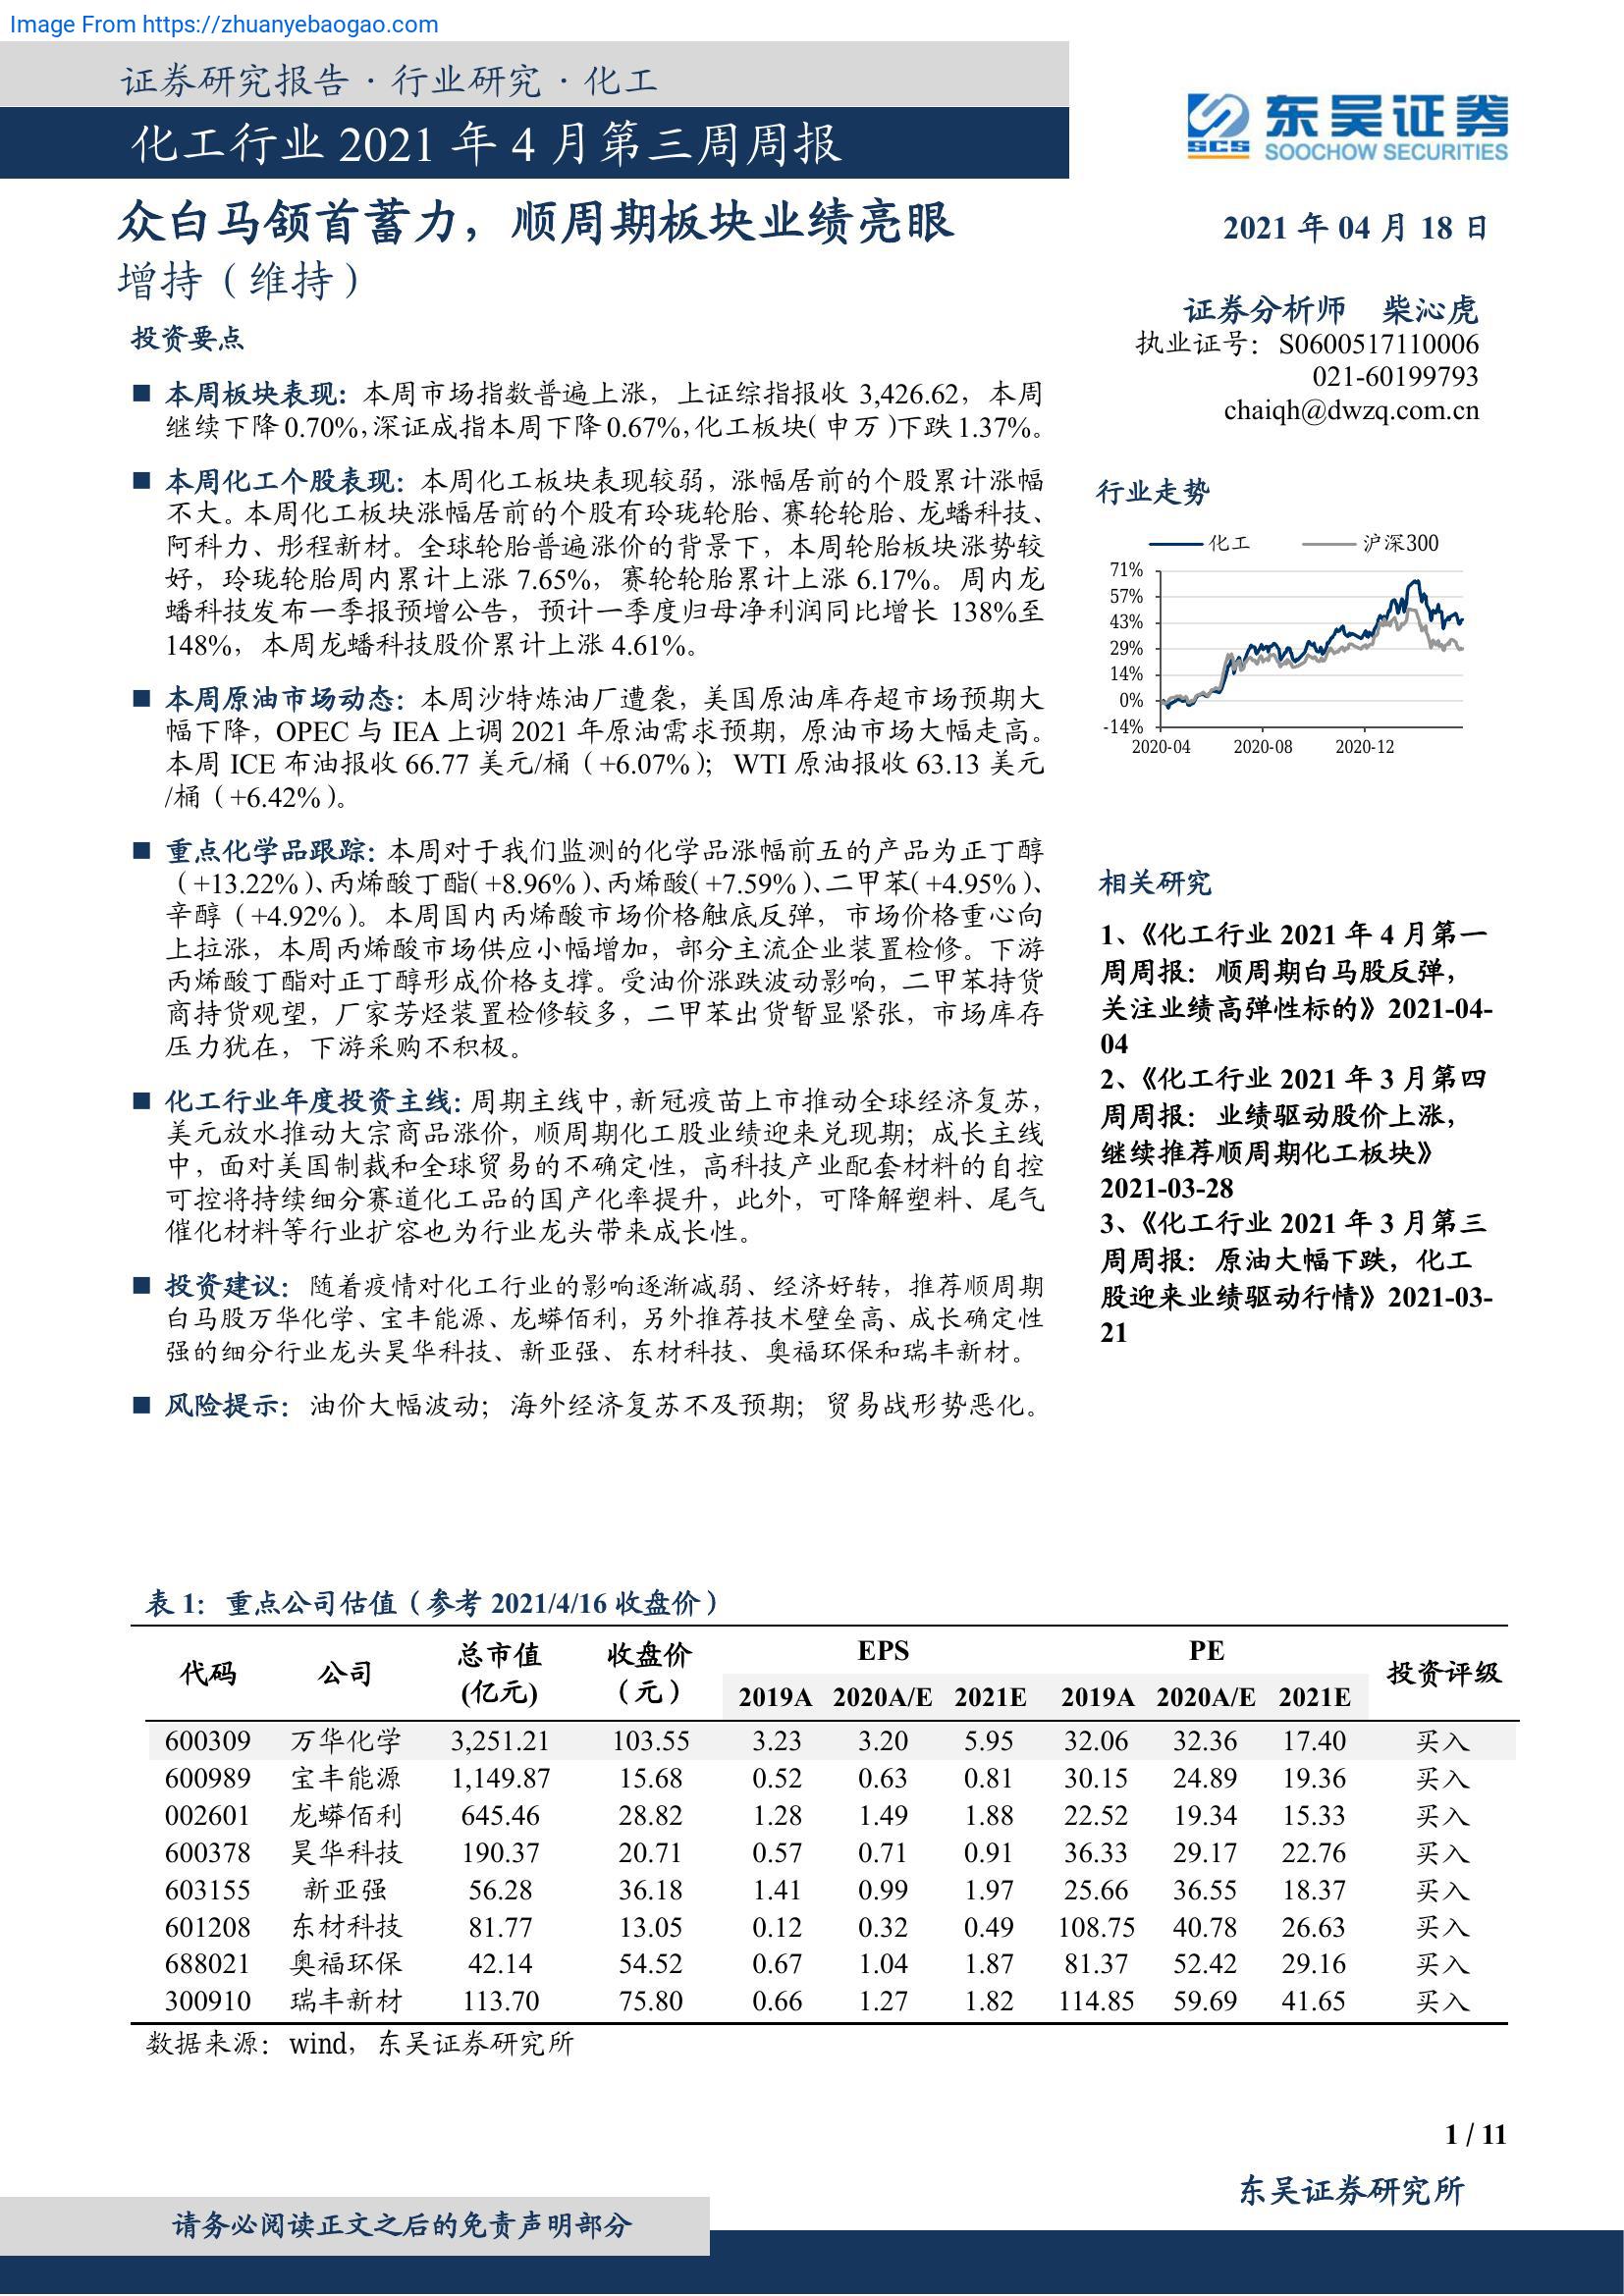 Image From https://zhuanyebaogao.com
证券研究报告·行业研究·化工
化工行业 2021 年 4 月第三周周报
东吴证券
SCS
SOOCHOW SECURITIES
众白马颔首蓄力，顺周期板块业绩亮眼
增持（维持）
2021 年 04 月 18 日
证券分析师 柴沁虎
执业证号：S0600517110006
021-60199793
chaiqh@dwzq.com.cn
投资要点
■ 本周板块表现：本周市场指数普遍上涨，上证综指报收 3,426.62，本周
继续下降 0.70%,深证成指本周下降 0.67%,化工板块(申万)下跌 1.37%。
■ 本周化工个股表现：本周化工板块表现较弱，涨幅居前的个股累计涨幅
不大。本周化工板块涨幅居前的个股有玲珑轮胎、赛轮轮胎、龙蟠科技、
阿科力、彤程新材。全球轮胎普遍涨价的背景下，本周轮胎板块涨势较
好，玲珑轮胎周内累计上涨 7.65%，赛轮轮胎累计上涨 6.17%。周内龙
蟠科技发布一季报预增公告，预计一季度归母净利润同比增长 138%至
148%，本周龙蟠科技股价累计上涨 4.61%。
■ 本周原油市场动态：本周沙特炼油厂遭袭，美国原油库存超市场预期大
幅下降，OPEC 与 IEA 上调 2021 年原油需求预期，原油市场大幅走高。
本周 ICE 布油报收 66.77 美元/桶（+6.07%）；WTI 原油报收 63.13 美元
/桶（+6.42%）。
■ 重点化学品跟踪：本周对于我们监测的化学品涨幅前五的产品为正丁醇
（+13.22%）、丙烯酸丁酯(+8.96%)、丙烯酸(+7.59%)、二甲苯(+4.95%)、
辛醇（+4.92%）。本周国内丙烯酸市场价格触底反弹，市场价格重心向
上拉涨，本周丙烯酸市场供应小幅增加，部分主流企业装置检修。下游
丙烯酸丁酯对正丁醇形成价格支撑。受油价涨跌波动影响，二甲苯持货
商持货观望，厂家芳烃装置检修较多，二甲苯出货暂显紧张，市场库存
压力犹在，下游采购不积极。
■ 化工行业年度投资主线：周期主线中，新冠疫苗上市推动全球经济复苏，
美元放水推动大宗商品涨价，顺周期化工股业绩迎来兑现期；成长主线
中，面对美国制裁和全球贸易的不确定性，高科技产业配套材料的自控
可控将持续细分赛道化工品的国产化率提升，此外，可降解塑料、尾气
催化材料等行业扩容也为行业龙头带来成长性。
■ 投资建议：随着疫情对化工行业的影响逐渐减弱、经济好转，推荐顺周期
白马股万华化学、宝丰能源、龙蟒佰利，另外推荐技术壁垒高、成长确定性
强的细分行业龙头昊华科技、新亚强、东材科技、奥福环保和瑞丰新材。
■ 风险提示：油价大幅波动；海外经济复苏不及预期；贸易战形势恶化。
行业走势
化工 沪深300
71%
57%
43%
29%
14%
0%
-14%
2020-04 2020-08 2020-12
相关研究
1、《化工行业 2021 年 4 月第一
周周报：顺周期白马股反弹，
关注业绩高弹性标的》2021-04-
04
2、《化工行业 2021 年 3 月第四
周周报：业绩驱动股价上涨，
继续推荐顺周期化工板块》
2021-03-28
3、《化工行业 2021 年 3 月第三
周周报：原油大幅下跌，化工
股迎来业绩驱动行情》2021-03-
21
表 1：重点公司估值（参考 2021/4/16 收盘价）
代码 公司 总市值 (亿元) 收盘价 （元） EPS PE 投资评级
2019A 2020A/E 2021E 2019A 2020A/E 2021E
600309 万华化学 3,251.21 103.55 3.23 3.20 5.95 32.06 32.36 17.40 买入
600989 宝丰能源 1,149.87 15.68 0.52 0.63 0.81 30.15 24.89 19.36 买入
002601 龙蟒佰利 645.46 28.82 1.28 1.49 1.88 22.52 19.34 15.33 买入
600378 昊华科技 190.37 20.71 0.57 0.71 0.91 36.33 29.17 22.76 买入
603155 新亚强 56.28 36.18 1.41 0.99 1.97 25.66 36.55 18.37 买入
601208 东材科技 81.77 13.05 0.12 0.32 0.49 108.75 40.78 26.63 买入
688021 奥福环保 42.14 54.52 0.67 1.04 1.87 81.37 52.42 29.16 买入
300910 瑞丰新材 113.70 75.80 0.66 1.27 1.82 114.85 59.69 41.65 买入
数据来源：wind，东吴证券研究所
1 / 11
东吴证券研究所
请务必阅读正文之后的免责声明部分